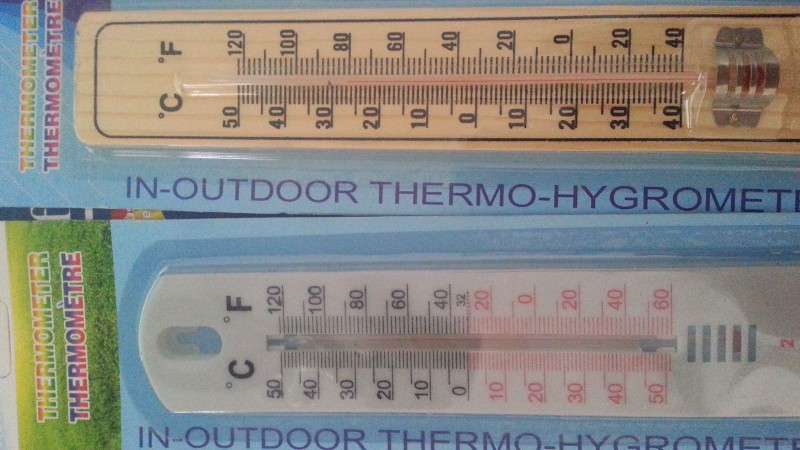 THERMOMETER
THERMOMÈTRE
°F
120 100 80 60 40 20 0 20 40
°C
50 40 30 20 10 0 10 20 30 40
IN-OUTDOOR THERMO-HYGROMET
THERMOMETER
THERMOMÈTRE
°F
120 100 80 60 40 32 20 0 20 40 60
°C
50 40 30 20 10 0 10 20 30 40 50
IN-OUTDOOR THERMO-HYGROME